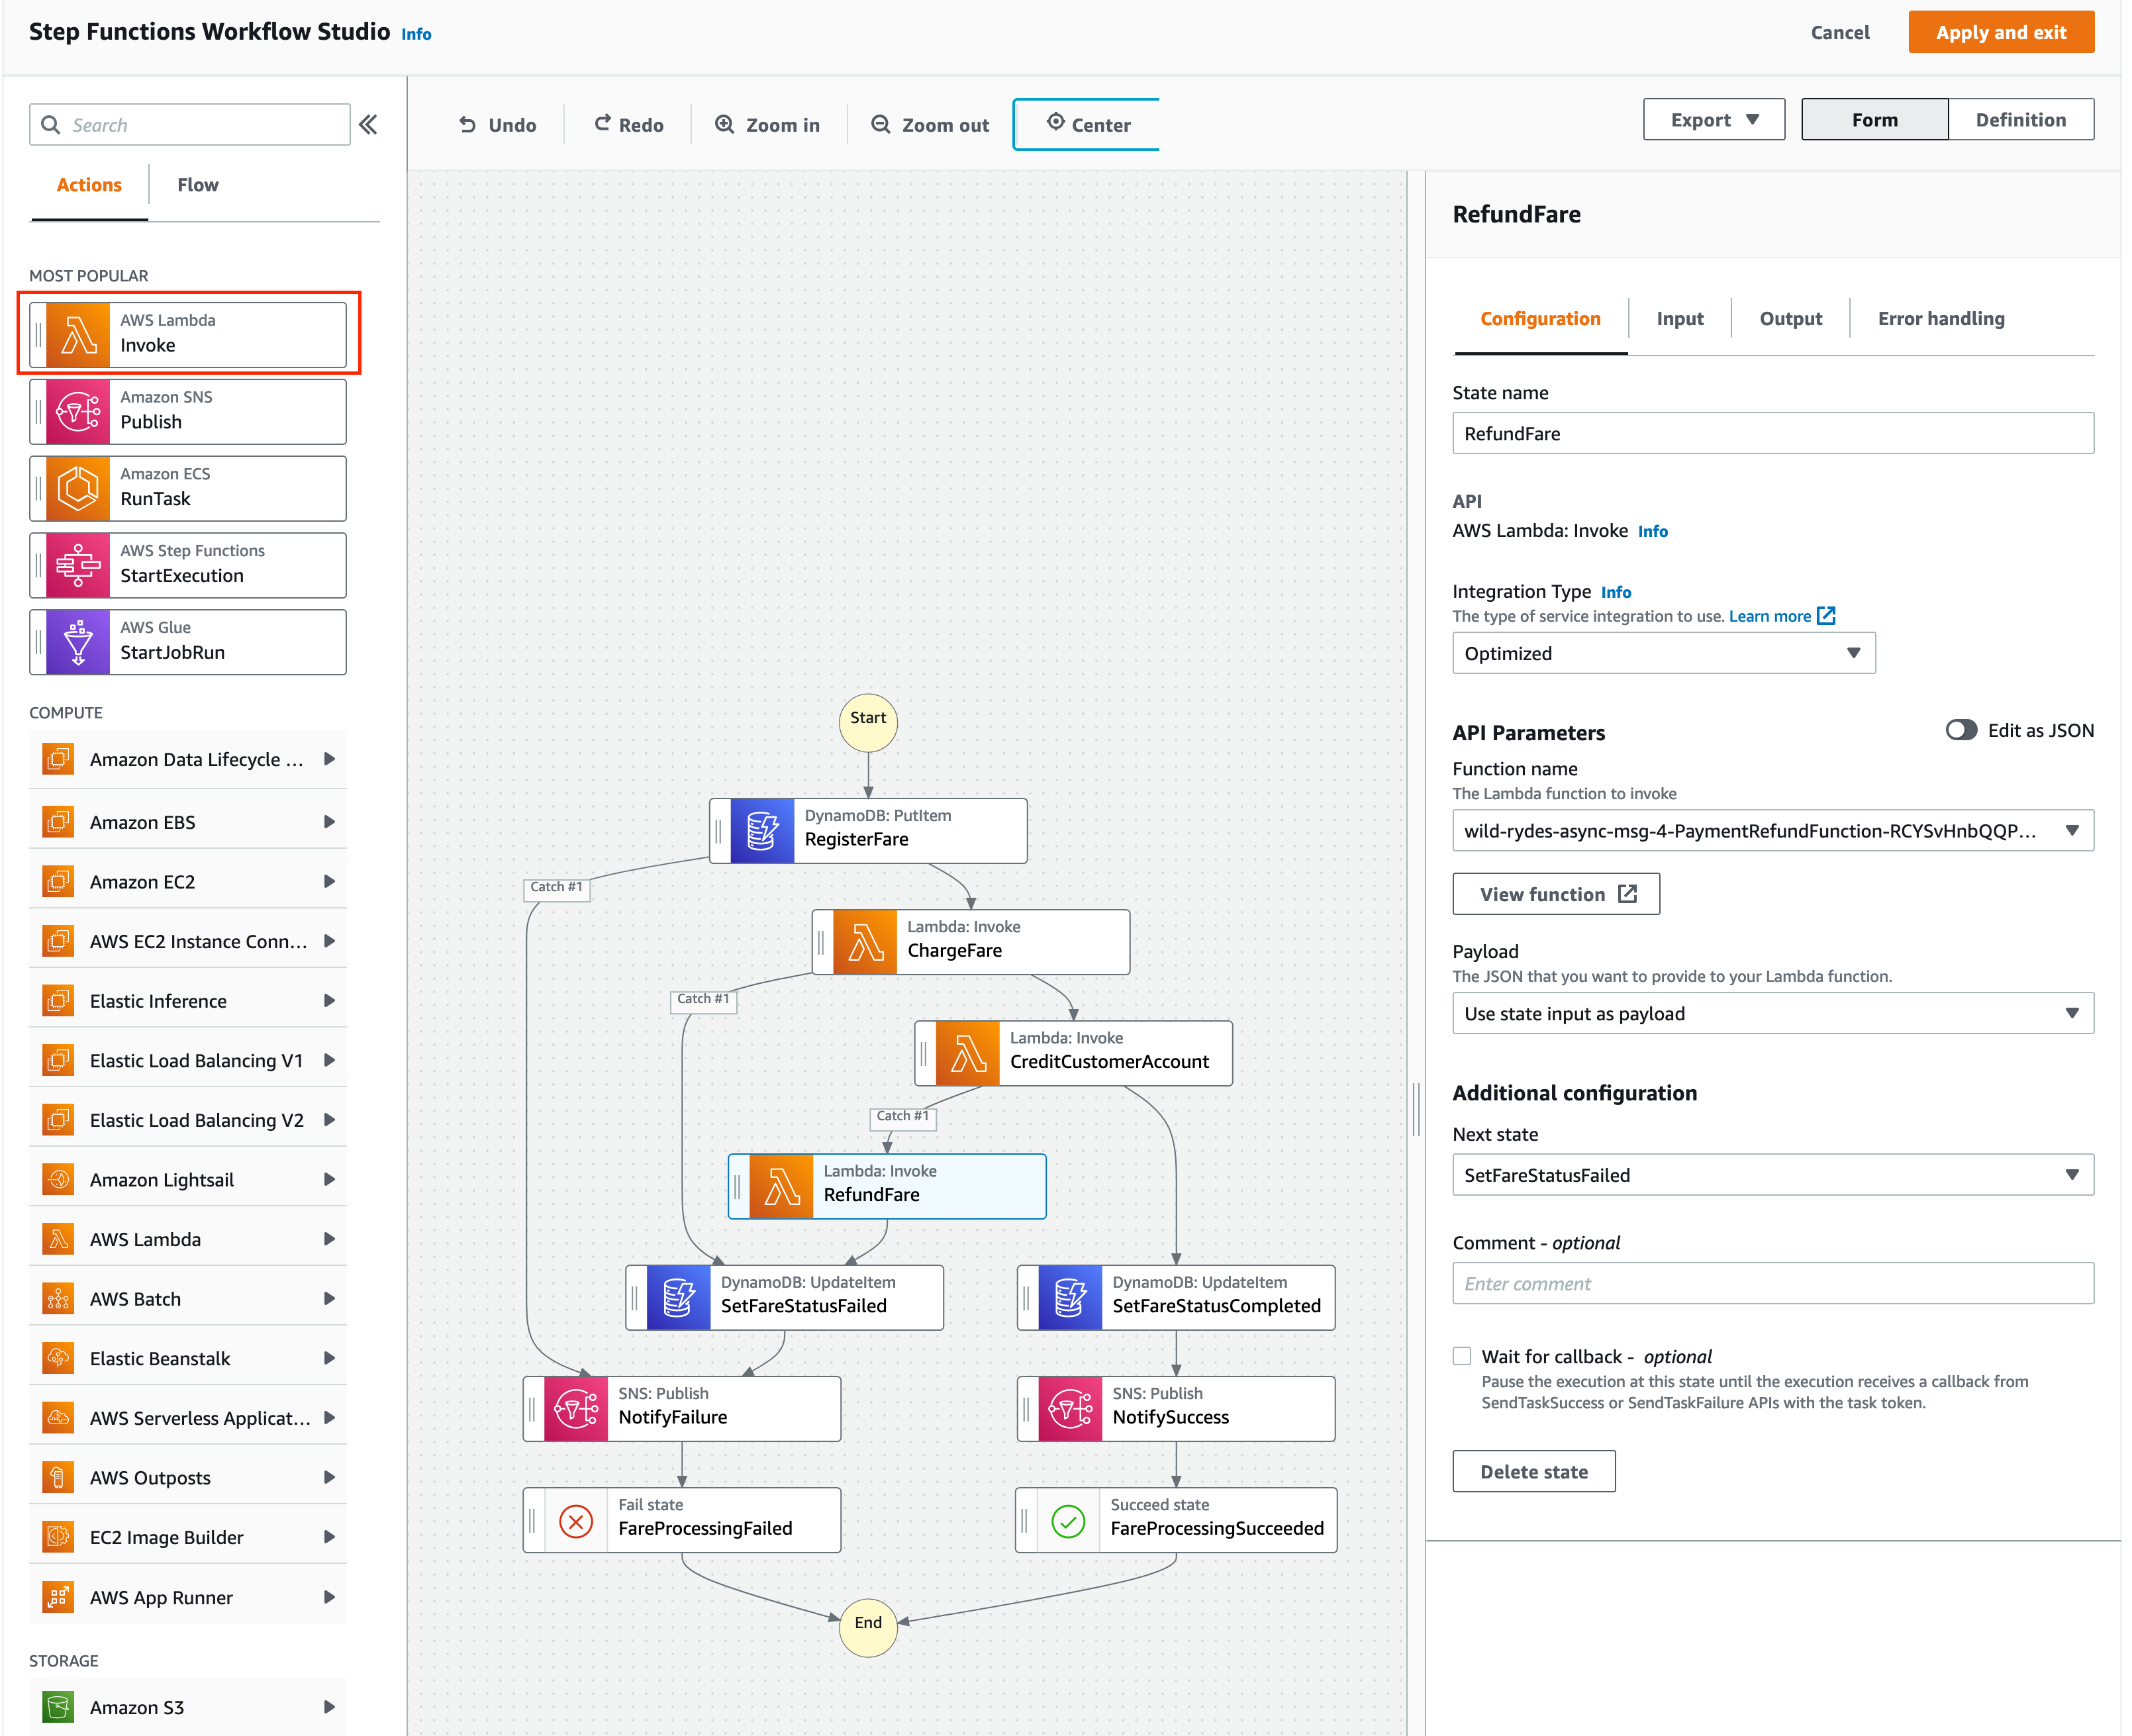 Step Functions Workflow Studio Info
Cancel
Apply and exit
Search
Undo
Redo
Zoom in
Zoom out
Center
Export
Form
Definition
Actions
Flow
MOST POPULAR
AWS Lambda
Invoke
Amazon SNS
Publish
Amazon ECS
RunTask
AWS Step Functions
StartExecution
AWS Glue
StartJobRun
COMPUTE
Amazon Data Lifecycle ...
Amazon EBS
Amazon EC2
AWS EC2 Instance Conn...
Elastic Inference
Elastic Load Balancing V1
Elastic Load Balancing V2
Amazon Lightsail
AWS Lambda
AWS Batch
Elastic Beanstalk
AWS Serverless Applicat...
AWS Outposts
EC2 Image Builder
AWS App Runner
STORAGE
Amazon S3
Start
DynamoDB: PutItem
RegisterFare
Catch #1
Lambda: Invoke
ChargeFare
Catch #1
Lambda: Invoke
CreditCustomerAccount
Catch #1
Lambda: Invoke
RefundFare
DynamoDB: UpdateItem
SetFareStatusFailed
DynamoDB: UpdateItem
SetFareStatusCompleted
SNS: Publish
NotifyFailure
SNS: Publish
NotifySuccess
Fail state
FareProcessingFailed
Succeed state
FareProcessingSucceeded
End
RefundFare
Configuration
Input
Output
Error handling
State name
RefundFare
API
AWS Lambda: Invoke Info
Integration Type Info
The type of service integration to use. Learn more
Optimized
API Parameters
Edit as JSON
Function name
The Lambda function to invoke
wild-rydes-async-msg-4-PaymentRefundFunction-RCYSvHnbQQP...
View function
Payload
The JSON that you want to provide to your Lambda function.
Use state input as payload
Additional configuration
Next state
SetFareStatusFailed
Comment - optional
Enter comment
Wait for callback - optional
Pause the execution at this state until the execution receives a callback from
SendTaskSuccess or SendTaskFailure APIs with the task token.
Delete state